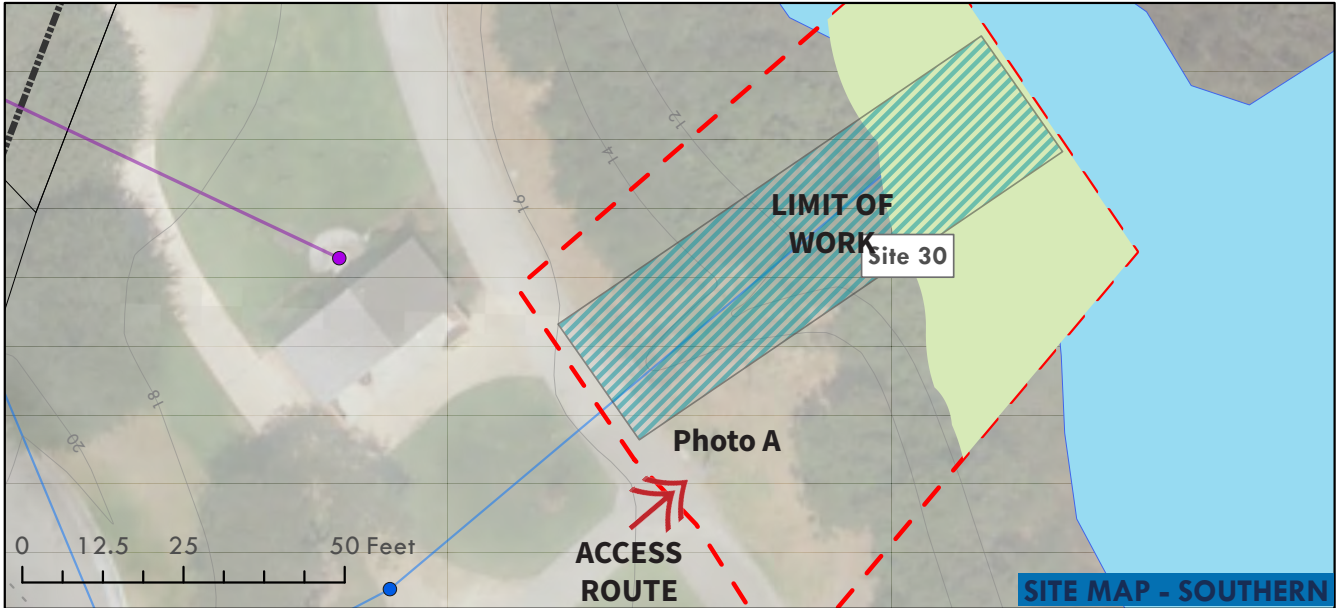 12
14
16
LIMIT OF
WORK
Site 30
18
20
Photo A
0 12.5 25 50 Feet
ACCESS
ROUTE
SITE MAP - SOUTHERN